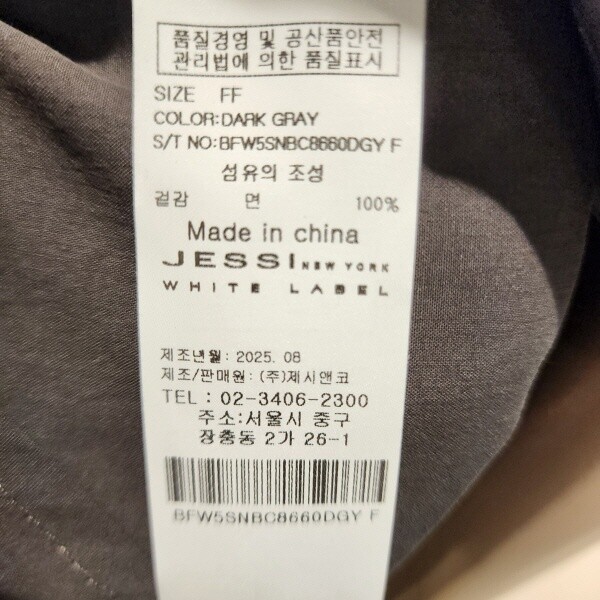 품질경영 및 공산품안전
관리법에 의한 품질표시
SIZE FF
COLOR:DARK GRAY
S/T NO:BFW5SNBC8660DGY F
섬유의 조성
겉감 면 100%
Made in china
JESSI NEW YORK
WHITE LABEL
제조년월: 2025. 08
제조/판매원: (주)제시앤코
TEL : 02-3406-2300
주소:서울시 중구
장충동 2가 26-1
BFW5SNBC8660DGY F